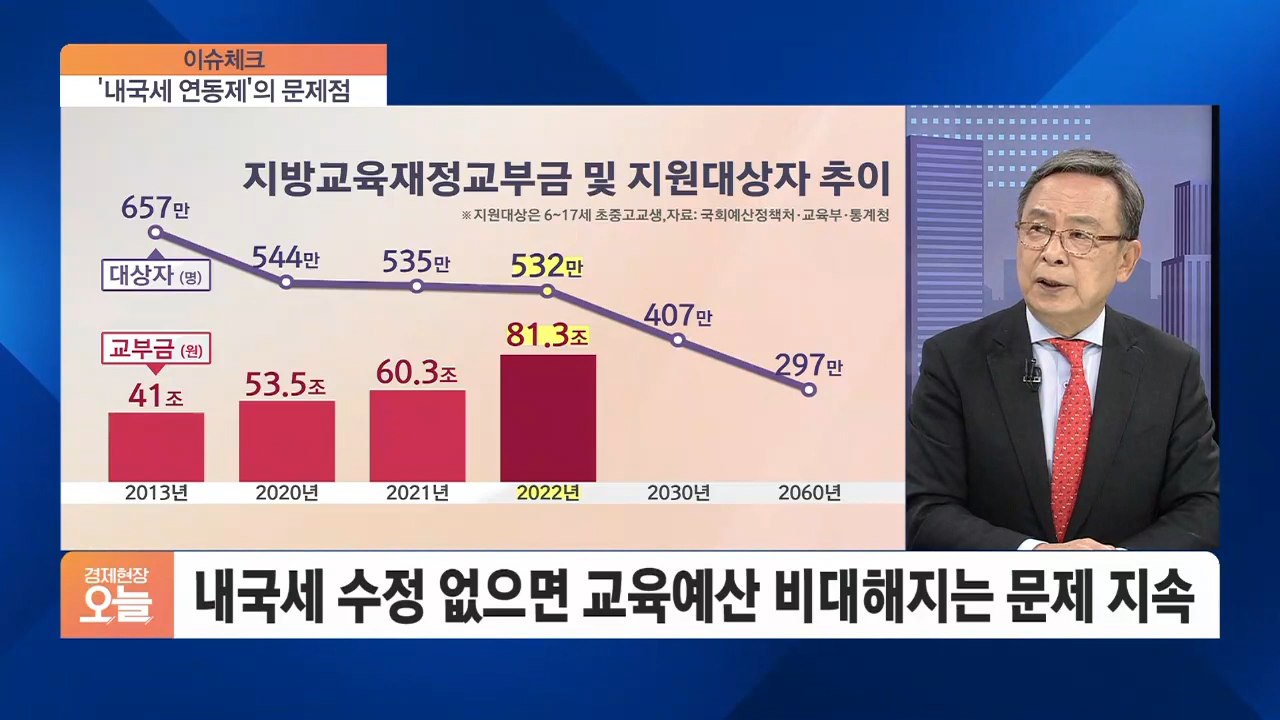 이슈체크
'내국세 연동제'의 문제점
지방교육재정교부금 및 지원대상자 추이
※ 지원대상은 6~17세 초중고교생,자료: 국회예산정책처·교육부·통계청
657만
544만
535만
532만
407만
297만
대상자 (명)
교부금 (원)
41조
53.5조
60.3조
81.3조
2013년
2020년
2021년
2022년
2030년
2060년
경제현장
오늘
내국세 수정 없으면 교육예산 비대해지는 문제 지속